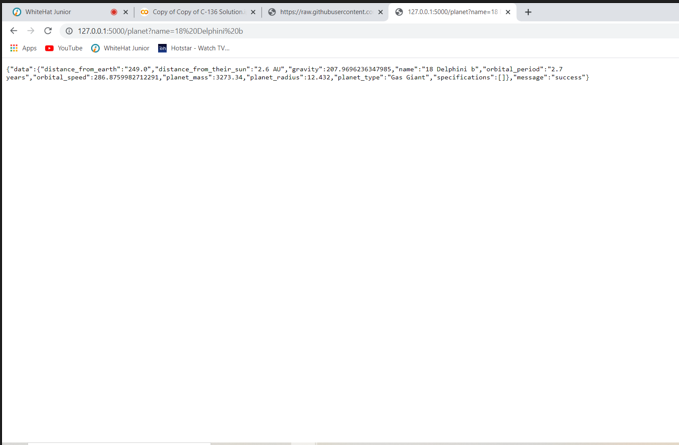 WhiteHat Junior
Copy of Copy of C-136 Solution.
https://raw.githubusercontent.co
127.0.0.1:5000/planet?name=18
127.0.0.1:5000/planet?name=18%20Delphini%20b
Apps YouTube WhiteHat Junior Hotstar - Watch TV...
{"data":{"distance_from_earth":"249.0","distance_from_their_sun":"2.6 AU","gravity":207.9696236347985,"name":"18 Delphini b","orbital_period":"2.7
years","orbital_speed":286.8759982712291,"planet_mass":3273.34,"planet_radius":12.432,"planet_type":"Gas Giant","specifications":[]},"message":"success"}